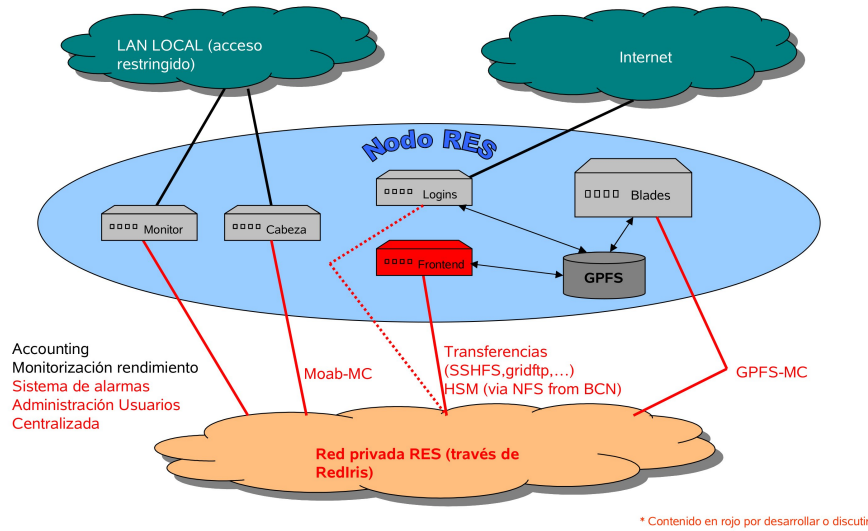 LAN LOCAL (acceso
restringido)
Internet
Nodo RES
Logins
Blades
Monitor
Cabeza
Frontend
GPFS
Accounting
Monitorización rendimiento
Sistema de alarmas
Administración Usuarios
Centralizada
Moab-MC
Transferencias
(SSHFS,gridftp,...)
HSM (via NFS from BCN)
GPFS-MC
Red privada RES (través de
RedIris)
* Contenido en rojo por desarrollar o discutir